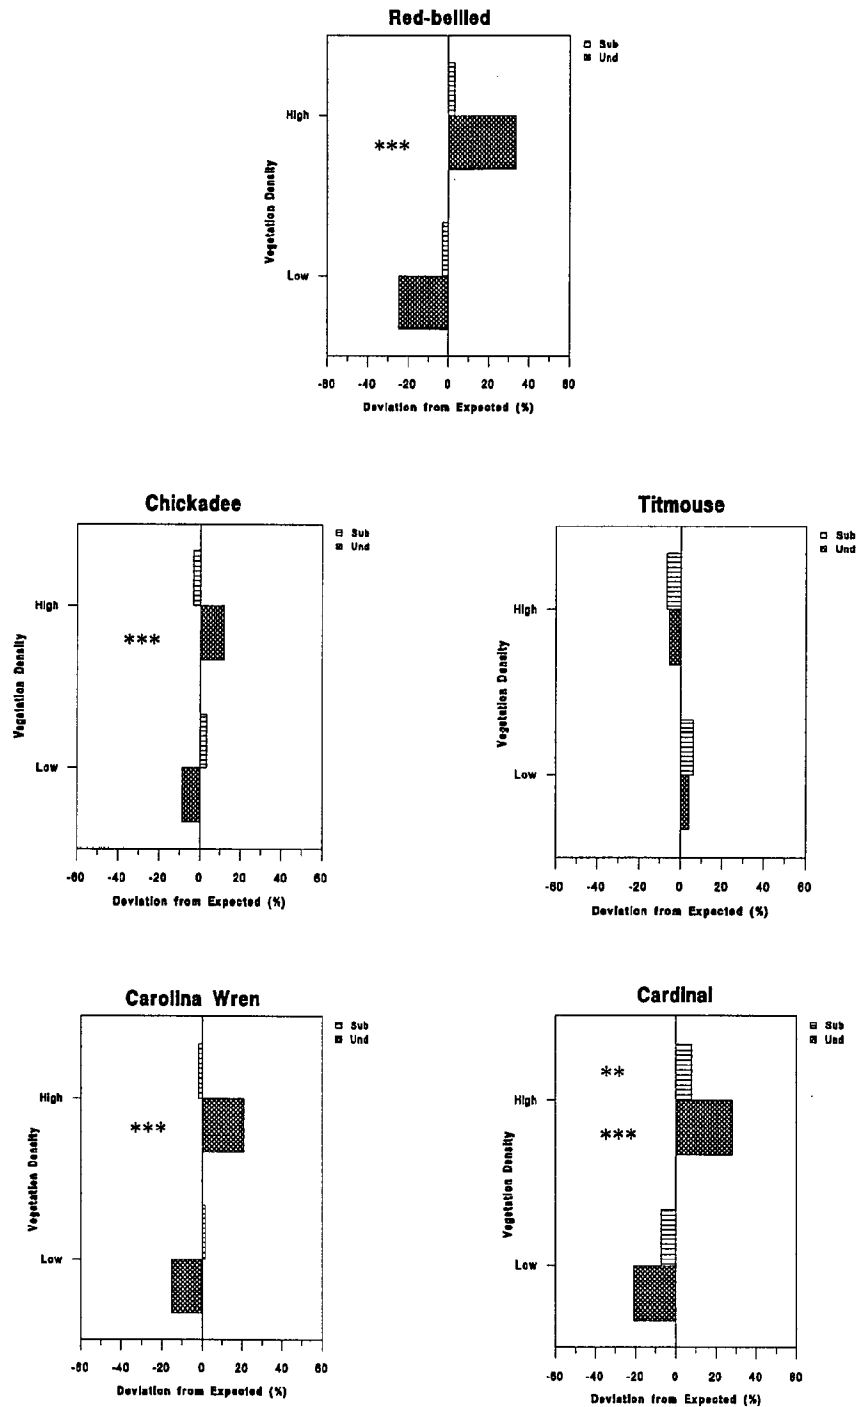 Red-bellied
Sub
Und
High
***
Vegetation Density
Low
-60 -40 -20 0 20 40 60
Deviation from Expected (%)
Chickadee
Sub
Und
High
***
Vegetation Density
Low
-60 -40 -20 0 20 40 60
Deviation from Expected (%)
Titmouse
Sub
Und
High
Vegetation Density
Low
-60 -40 -20 0 20 40 60
Deviation from Expected (%)
Carolina Wren
Sub
Und
High
***
Vegetation Density
Low
-60 -40 -20 0 20 40 60
Deviation from Expected (%)
Cardinal
Sub
Und
**
High
***
Vegetation Density
Low
-60 -40 -20 0 20 40 60
Deviation from Expected (%)